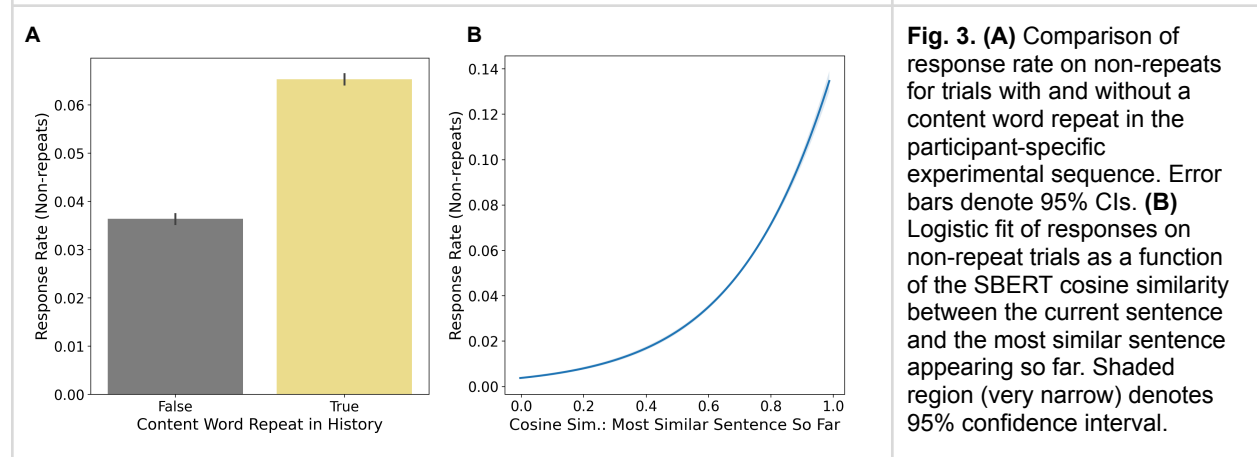 A
Response Rate (Non-repeats)
0.06
0.05
0.04
0.03
0.02
0.01
0.00
False
True
Content Word Repeat in History
B
Response Rate (Non-repeats)
0.14
0.12
0.10
0.08
0.06
0.04
0.02
0.00
0.0
0.2
0.4
0.6
0.8
1.0
Cosine Sim.: Most Similar Sentence So Far
Fig. 3. (A) Comparison of
response rate on non-repeats
for trials with and without a
content word repeat in the
participant-specific
experimental sequence. Error
bars denote 95% CIs. (B)
Logistic fit of responses on
non-repeat trials as a function
of the SBERT cosine similarity
between the current sentence
and the most similar sentence
appearing so far. Shaded
region (very narrow) denotes
95% confidence interval.